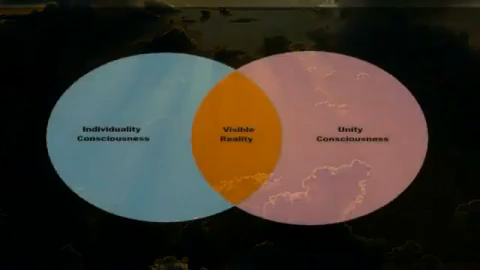 Individuality
Consciousness
Visible
Reality
Unity
Consciousness